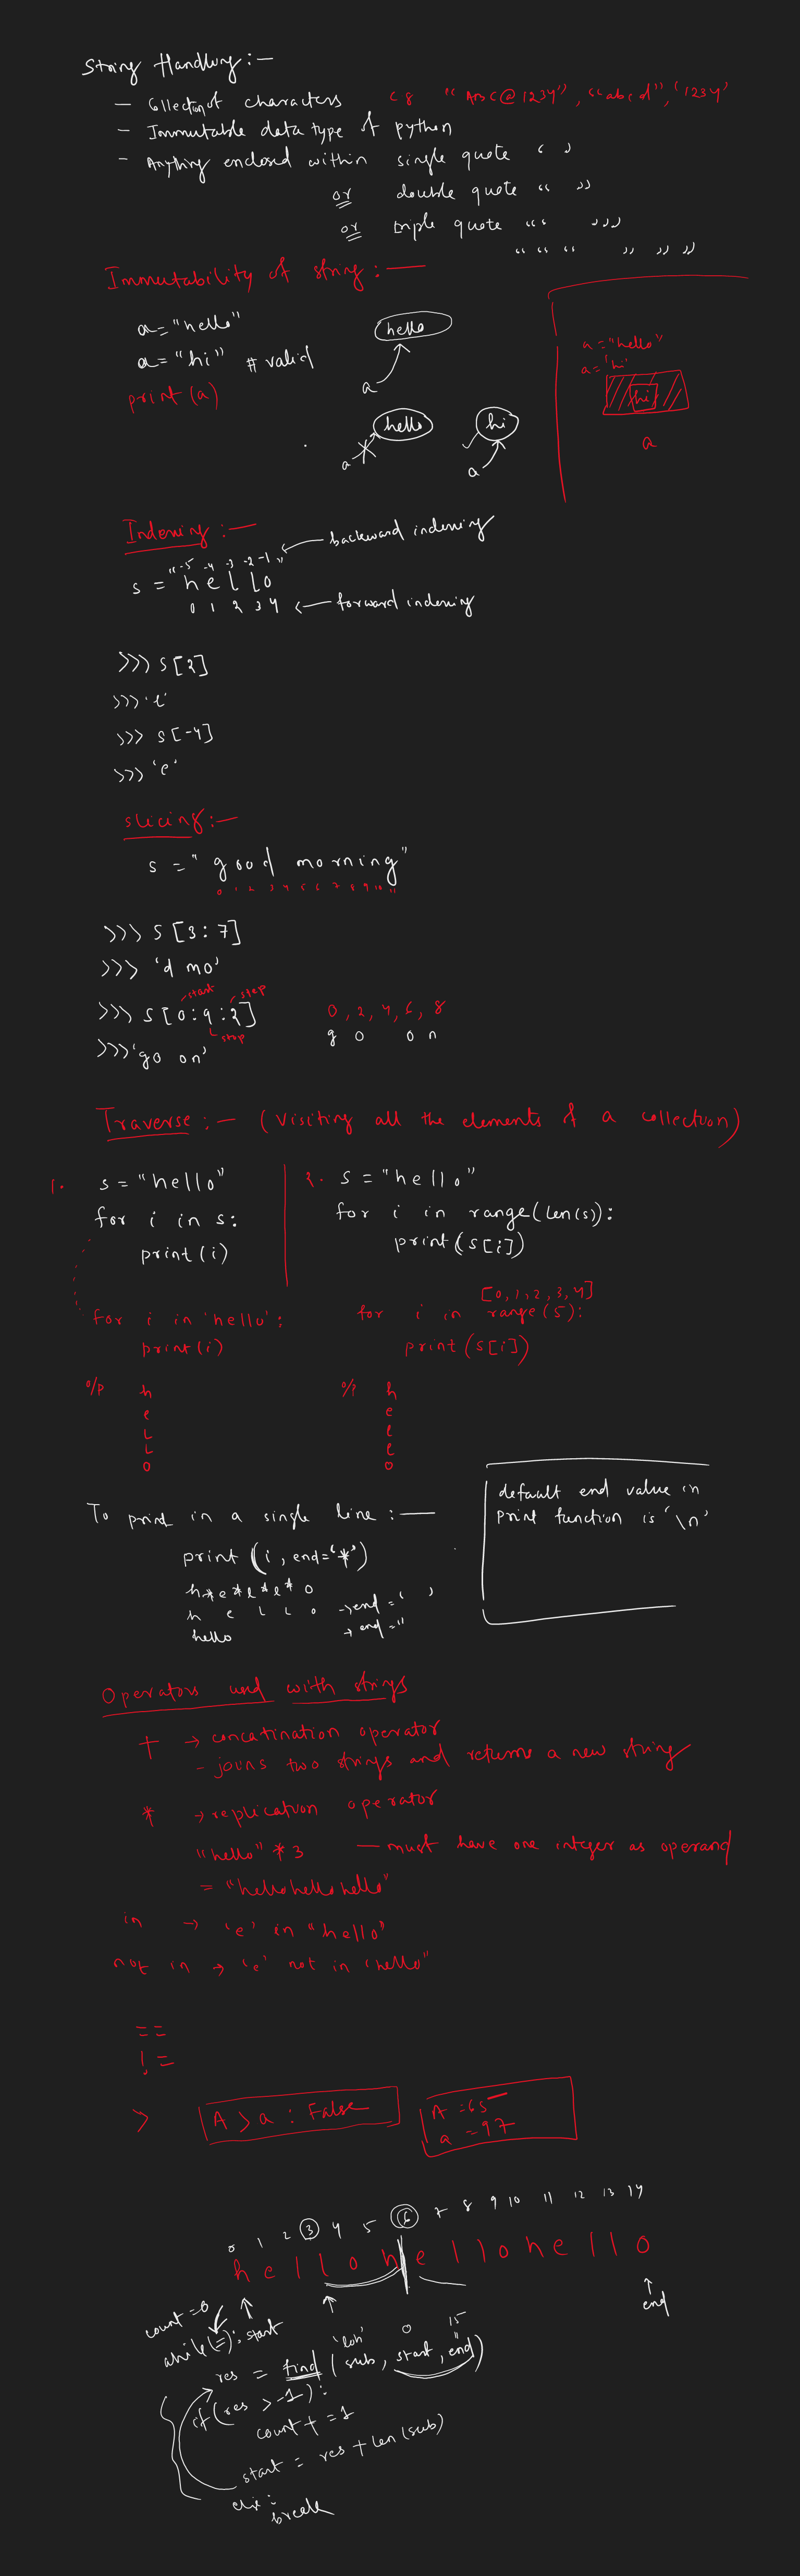 String Handling:—
— Collection of characters eg "ABC@1234", "abcd", '1234'
— Immutable data type of python
— Anything enclosed within single quote ' '
or double quote " "
or triple quote ''' '''
""" """
Immutability of string:—
a="hello"
a="hi" # valid
print(a)
hello
a
hello
a
hi
a
a="hello"
a='hi'
hi
a
Indexing:—
backward indexing
-5 -4 -3 -2 -1
s = "hello"
0 1 2 3 4
forward indexing
>>> s[2]
>>> 'l'
>>> s[-4]
>>> 'e'
slicing:—
s = "good morning"
0 1 2 3 4 5 6 7 8 9 10 11
>>> s[3:7]
>>> 'd mo'
start step
>>> s[0:9:2] 0, 2, 4, 6, 8
stop
g o o n
>>> 'go on'
Traverse:— (Visiting all the elements of a collection)
1. s = "hello"
for i in s:
print(i)
for i in 'hello':
print(i)
o/p h
e
L
L
o
2. s = "hello"
for i in range(len(s)):
print(s[i])
[0,1,2,3,4]
for i in range(5):
print(s[i])
o/p h
e
l
l
o
To print in a single line:—
print(i, end='*')
h*e*l*l*o
h e l l o → end = ' '
hello → end = ''
default end value in
print function is '\n'
Operators used with strings
+ → concatination operator
- joins two strings and returns a new string
* → replication operator
"hello" * 3 — must have one integer as operand
= "hellohellohello"
in → 'e' in "hello"
not in → 'e' not in "hello"
==
!=
> A > a : False
A = 65
a = 97
0 1 2 3 4 5 6 7 8 9 10 11 12 13 14
h e l l o h e l l o h e l l o
end
count = 0
start
while(=):
'loh' 0 15
res = find(sub, start, end)
if(res > -1):
count += 1
start = res + len(sub)
else:
break